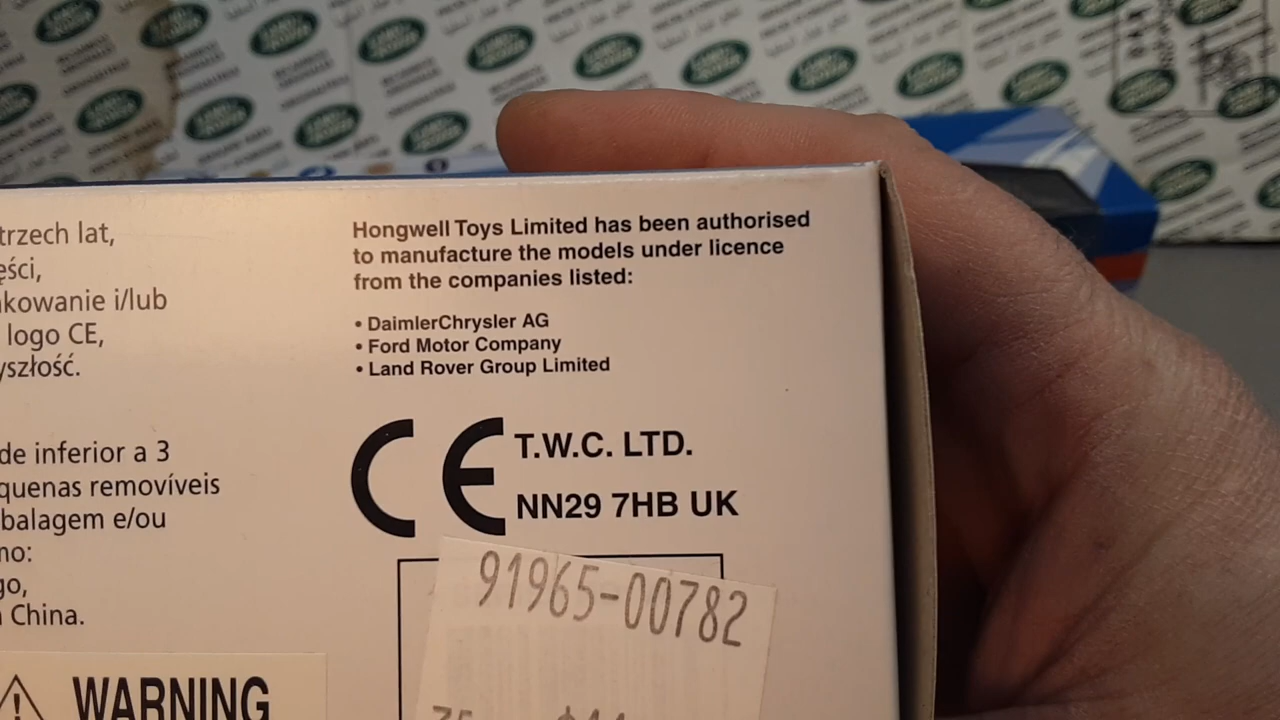 trzech lat,
ęści,
akowanie i/lub
logo CE,
yszłość.
de inferior a 3
quenas removíveis
balagem e/ou
mo:
go,
China.
WARNING
Hongwell Toys Limited has been authorised
to manufacture the models under licence
from the companies listed:
• DaimlerChrysler AG
• Ford Motor Company
• Land Rover Group Limited
CE T.W.C. LTD.
NN29 7HB UK
91965-00782